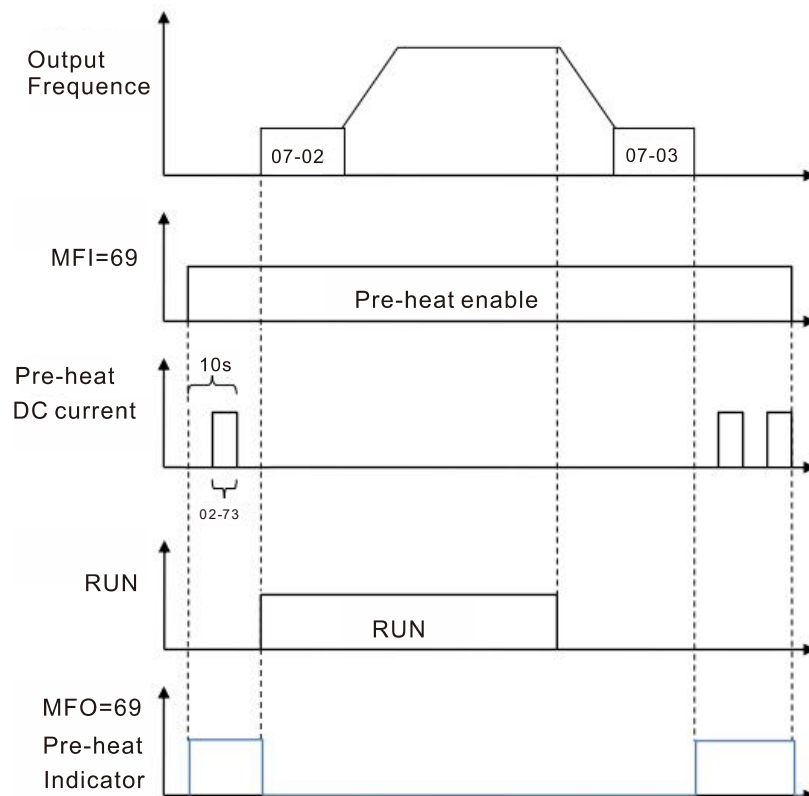 Output
Frequence
07-02
07-03
MFI=69
Pre-heat enable
10s
Pre-heat
DC current
02-73
RUN
RUN
MFO=69
Pre-heat
Indicator